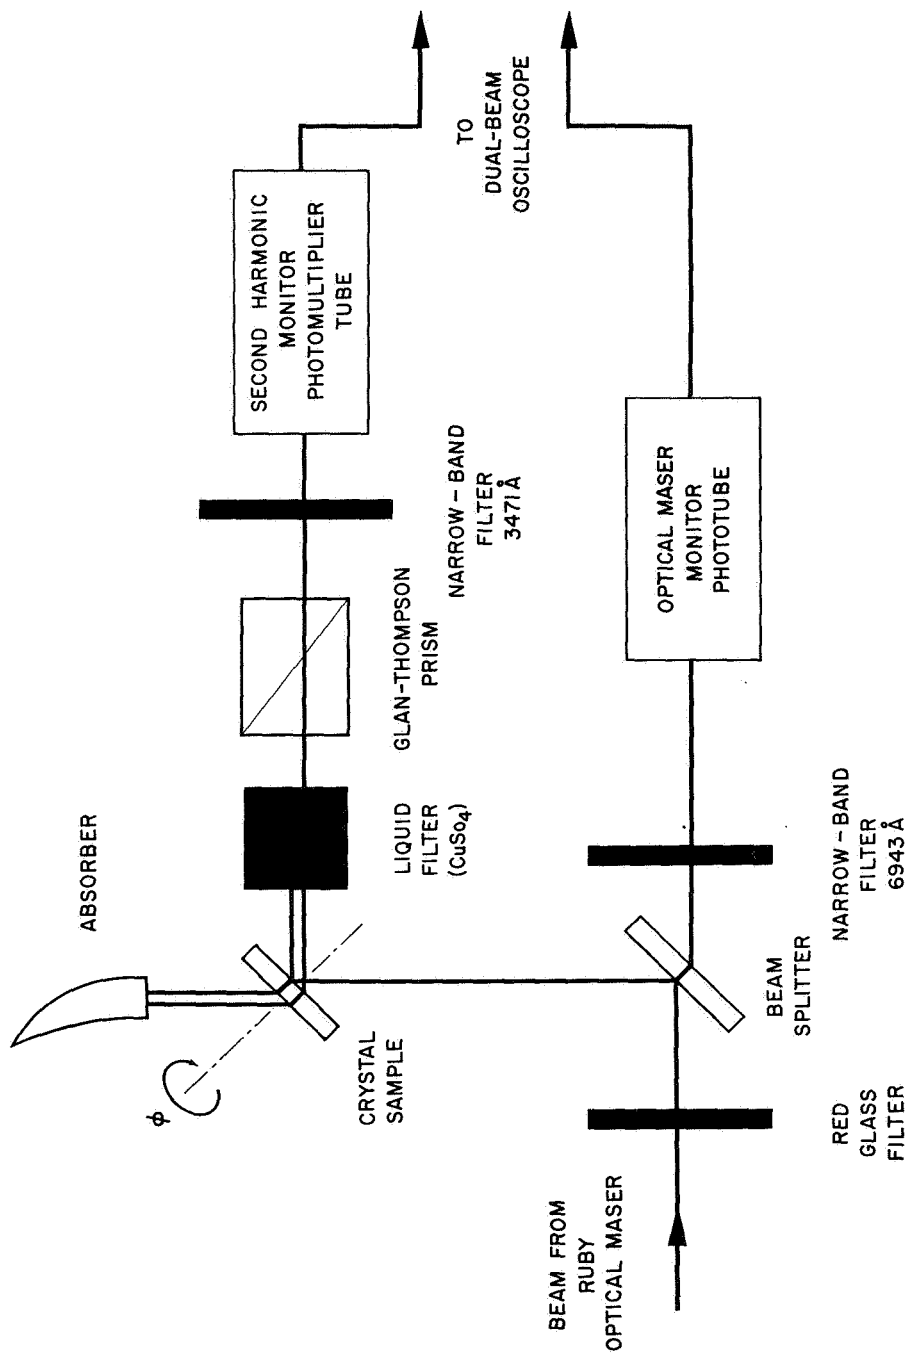 ABSORBER
ϕ
CRYSTAL
SAMPLE
LIQUID
FILTER
(CuSo4)
GLAN-THOMPSON
PRISM
NARROW-BAND
FILTER
3471Å
SECOND HARMONIC
MONITOR
PHOTOMULTIPLIER
TUBE
TO
DUAL-BEAM
OSCILLOSCOPE
BEAM FROM
RUBY
OPTICAL MASER
RED
GLASS
FILTER
BEAM
SPLITTER
NARROW-BAND
FILTER
6943Å
OPTICAL MASER
MONITOR
PHOTOTUBE